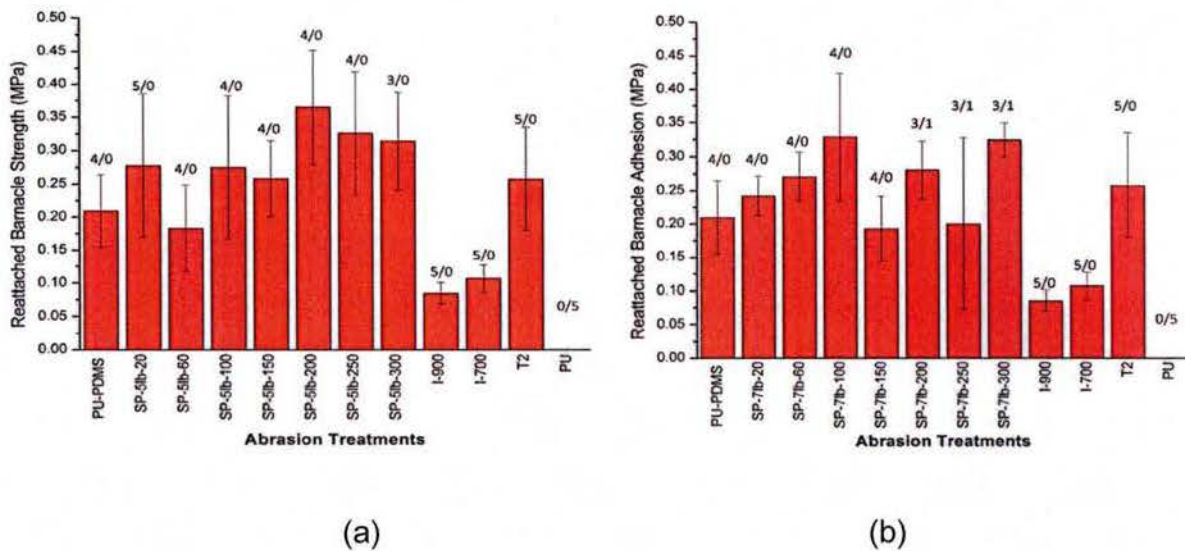 Reattached Barnacle Strength (MPa)
0.50
0.45
0.40
0.35
0.30
0.25
0.20
0.15
0.10
0.05
0.00
4/0
5/0
4/0
4/0
4/0
4/0
4/0
3/0
5/0
5/0
5/0
0/5
PU-PDMS
SP-5lb-20
SP-5lb-60
SP-5lb-100
SP-5lb-150
SP-5lb-200
SP-5lb-250
SP-5lb-300
I-900
I-700
T2
PU
Abrasion Treatments
(a)
Reattached Barnacle Adhesion (MPa)
0.50
0.45
0.40
0.35
0.30
0.25
0.20
0.15
0.10
0.05
0.00
4/0
4/0
4/0
4/0
4/0
3/1
3/1
3/1
5/0
5/0
5/0
0/5
PU-PDMS
SP-7lb-20
SP-7lb-60
SP-7lb-100
SP-7lb-150
SP-7lb-200
SP-7lb-250
SP-7lb-300
I-900
I-700
T2
PU
Abrasion Treatments
(b)